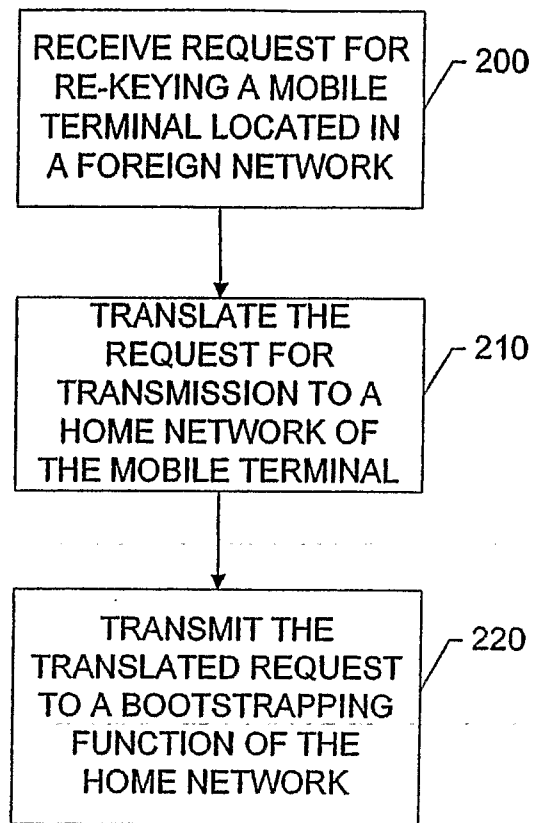 RECEIVE REQUEST FOR
RE-KEYING A MOBILE
TERMINAL LOCATED IN
A FOREIGN NETWORK
200
TRANSLATE THE
REQUEST FOR
TRANSMISSION TO A
HOME NETWORK OF
THE MOBILE TERMINAL
210
TRANSMIT THE
TRANSLATED REQUEST
TO A BOOTSTRAPPING
FUNCTION OF THE
HOME NETWORK
220